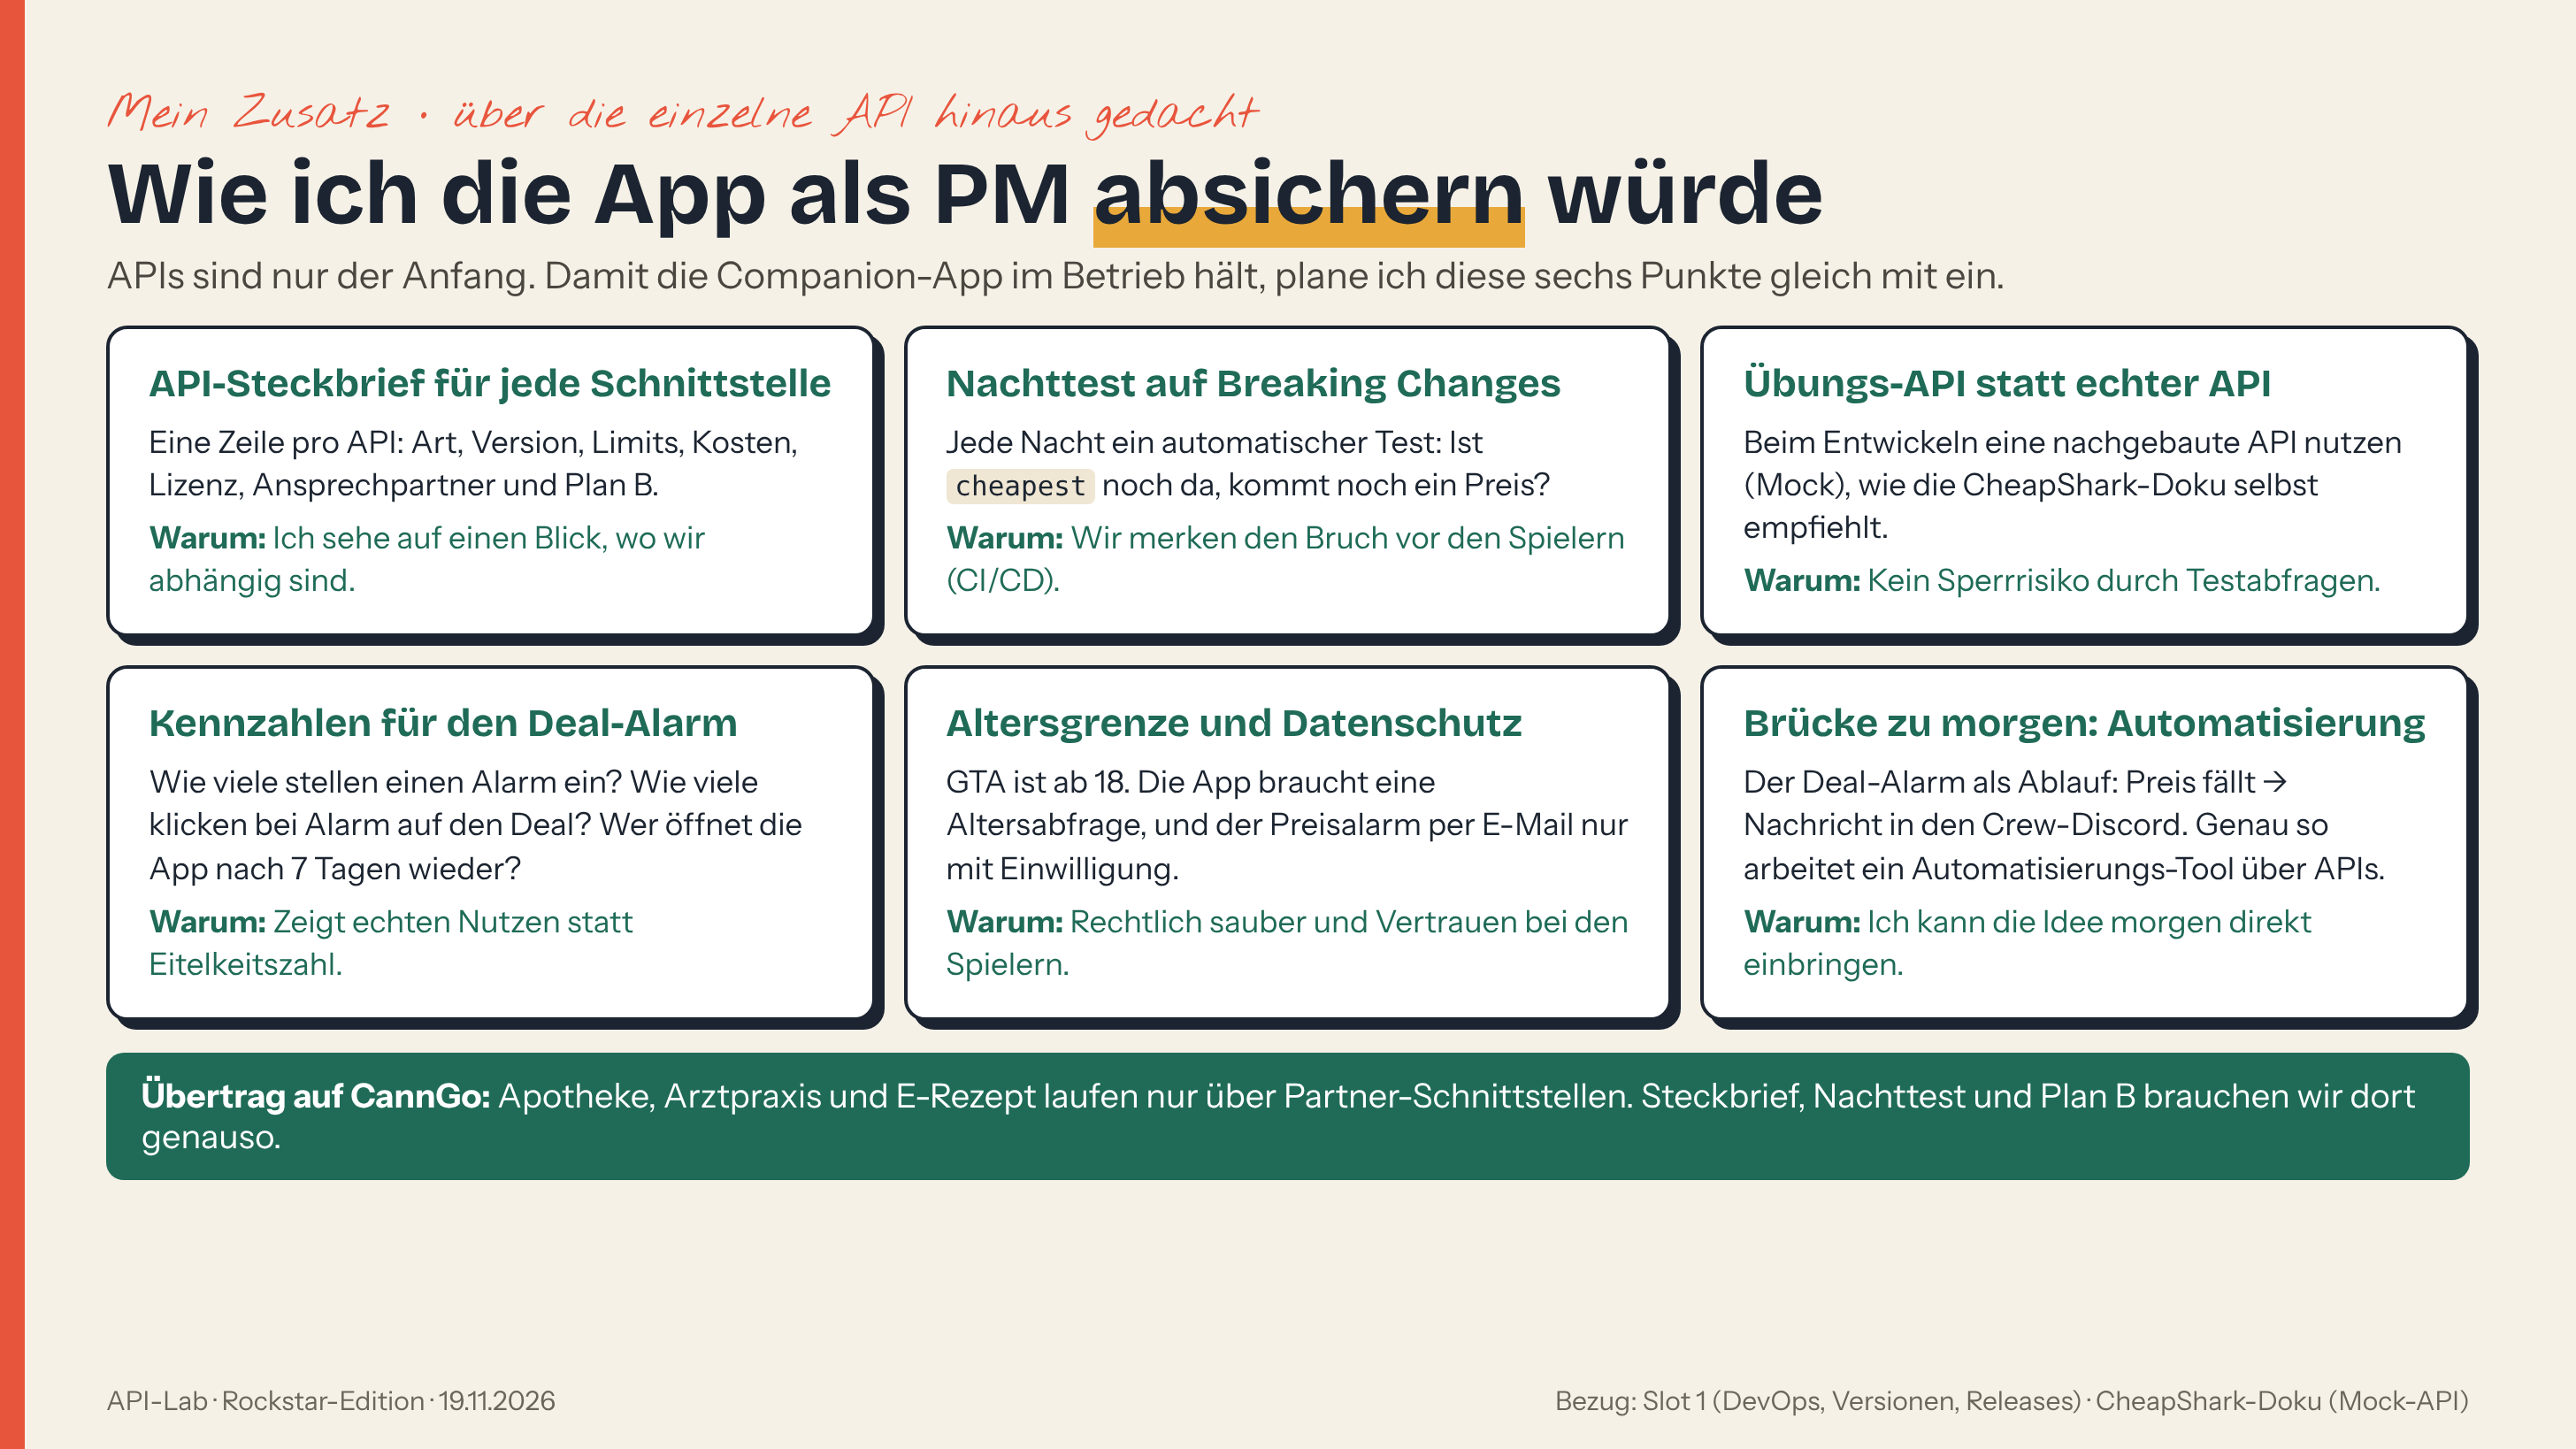 Mein Zusatz · über die einzelne API hinaus gedacht
Wie ich die App als PM absichern würde
APIs sind nur der Anfang. Damit die Companion-App im Betrieb hält, plane ich diese sechs Punkte gleich mit ein.
API-Steckbrief für jede Schnittstelle
Eine Zeile pro API: Art, Version, Limits, Kosten,
Lizenz, Ansprechpartner und Plan B.
Warum: Ich sehe auf einen Blick, wo wir
abhängig sind.
Nachttest auf Breaking Changes
Jede Nacht ein automatischer Test: Ist
cheapest noch da, kommt noch ein Preis?
Warum: Wir merken den Bruch vor den Spielern
(CI/CD).
Übungs-API statt echter API
Beim Entwickeln eine nachgebaute API nutzen
(Mock), wie die CheapShark-Doku selbst
empfiehlt.
Warum: Kein Sperrrisiko durch Testabfragen.
Kennzahlen für den Deal-Alarm
Wie viele stellen einen Alarm ein? Wie viele
klicken bei Alarm auf den Deal? Wer öffnet die
App nach 7 Tagen wieder?
Warum: Zeigt echten Nutzen statt
Eitelkeitszahl.
Altersgrenze und Datenschutz
GTA ist ab 18. Die App braucht eine
Altersabfrage, und der Preisalarm per E-Mail nur
mit Einwilligung.
Warum: Rechtlich sauber und Vertrauen bei den
Spielern.
Brücke zu morgen: Automatisierung
Der Deal-Alarm als Ablauf: Preis fällt →
Nachricht in den Crew-Discord. Genau so
arbeitet ein Automatisierungs-Tool über APIs.
Warum: Ich kann die Idee morgen direkt
einbringen.
Übertrag auf CannGo: Apotheke, Arztpraxis und E-Rezept laufen nur über Partner-Schnittstellen. Steckbrief, Nachttest und Plan B brauchen wir dort
genauso.
API-Lab · Rockstar-Edition · 19.11.2026
Bezug: Slot 1 (DevOps, Versionen, Releases) · CheapShark-Doku (Mock-API)